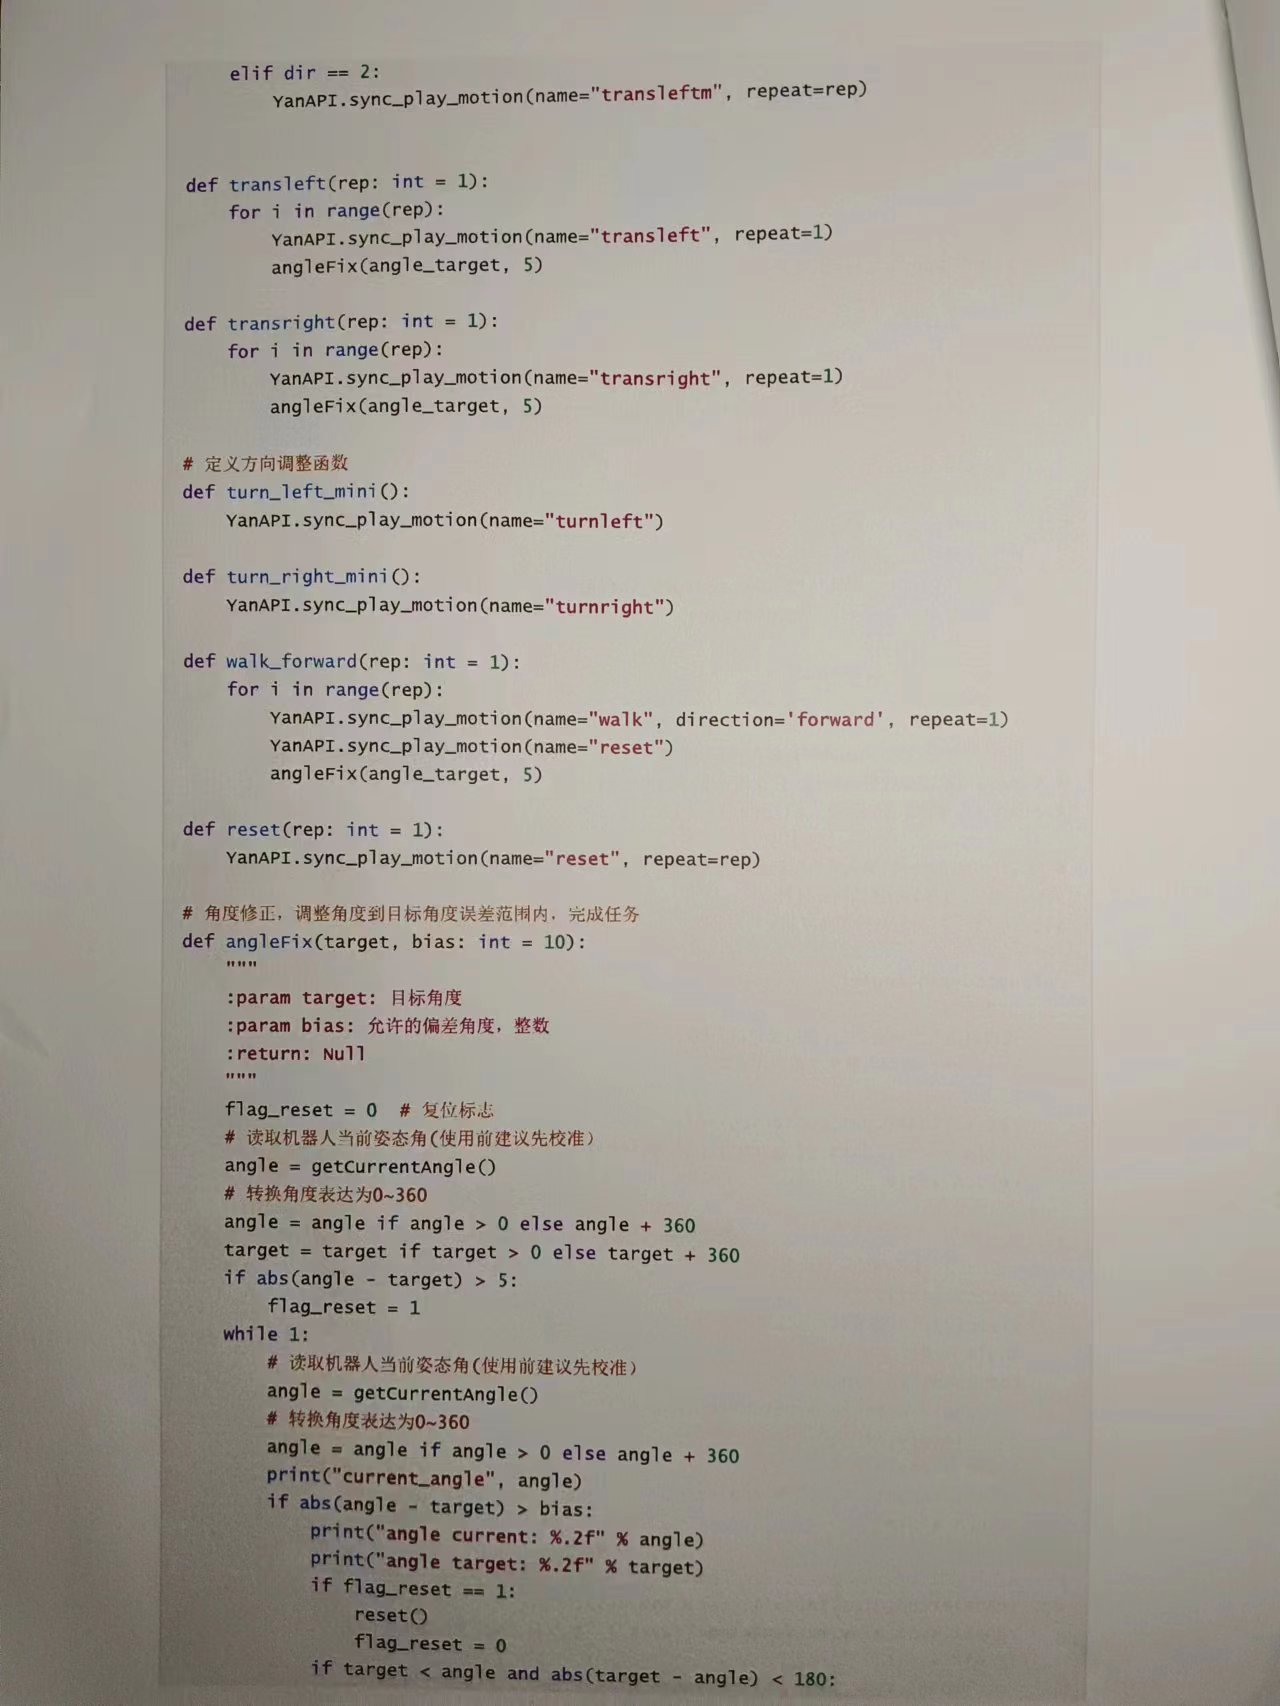 elif dir == 2:
YanAPI.sync_play_motion(name="transleftm", repeat=rep)
def transleft(rep: int = 1):
for i in range(rep):
YanAPI.sync_play_motion(name="transleft", repeat=1)
angleFix(angle_target, 5)
def transright(rep: int = 1):
for i in range(rep):
YanAPI.sync_play_motion(name="transright", repeat=1)
angleFix(angle_target, 5)
# 定义方向调整函数
def turn_left_mini():
YanAPI.sync_play_motion(name="turnleft")
def turn_right_mini():
YanAPI.sync_play_motion(name="turnright")
def walk_forward(rep: int = 1):
for i in range(rep):
YanAPI.sync_play_motion(name="walk", direction='forward', repeat=1)
YanAPI.sync_play_motion(name="reset")
angleFix(angle_target, 5)
def reset(rep: int = 1):
YanAPI.sync_play_motion(name="reset", repeat=rep)
# 角度修正，调整角度到目标角度误差范围内，完成任务
def angleFix(target, bias: int = 10):
"""
:param target: 目标角度
:param bias: 允许的偏差角度，整数
:return: Null
"""
flag_reset = 0  # 复位标志
# 读取机器人当前姿态角(使用前建议先校准）
angle = getCurrentAngle()
# 转换角度表达为0~360
angle = angle if angle > 0 else angle + 360
target = target if target > 0 else target + 360
if abs(angle - target) > 5:
flag_reset = 1
while 1:
# 读取机器人当前姿态角(使用前建议先校准）
angle = getCurrentAngle()
# 转换角度表达为0~360
angle = angle if angle > 0 else angle + 360
print("current_angle", angle)
if abs(angle - target) > bias:
print("angle current: %.2f" % angle)
print("angle target: %.2f" % target)
if flag_reset == 1:
reset()
flag_reset = 0
if target < angle and abs(target - angle) < 180: